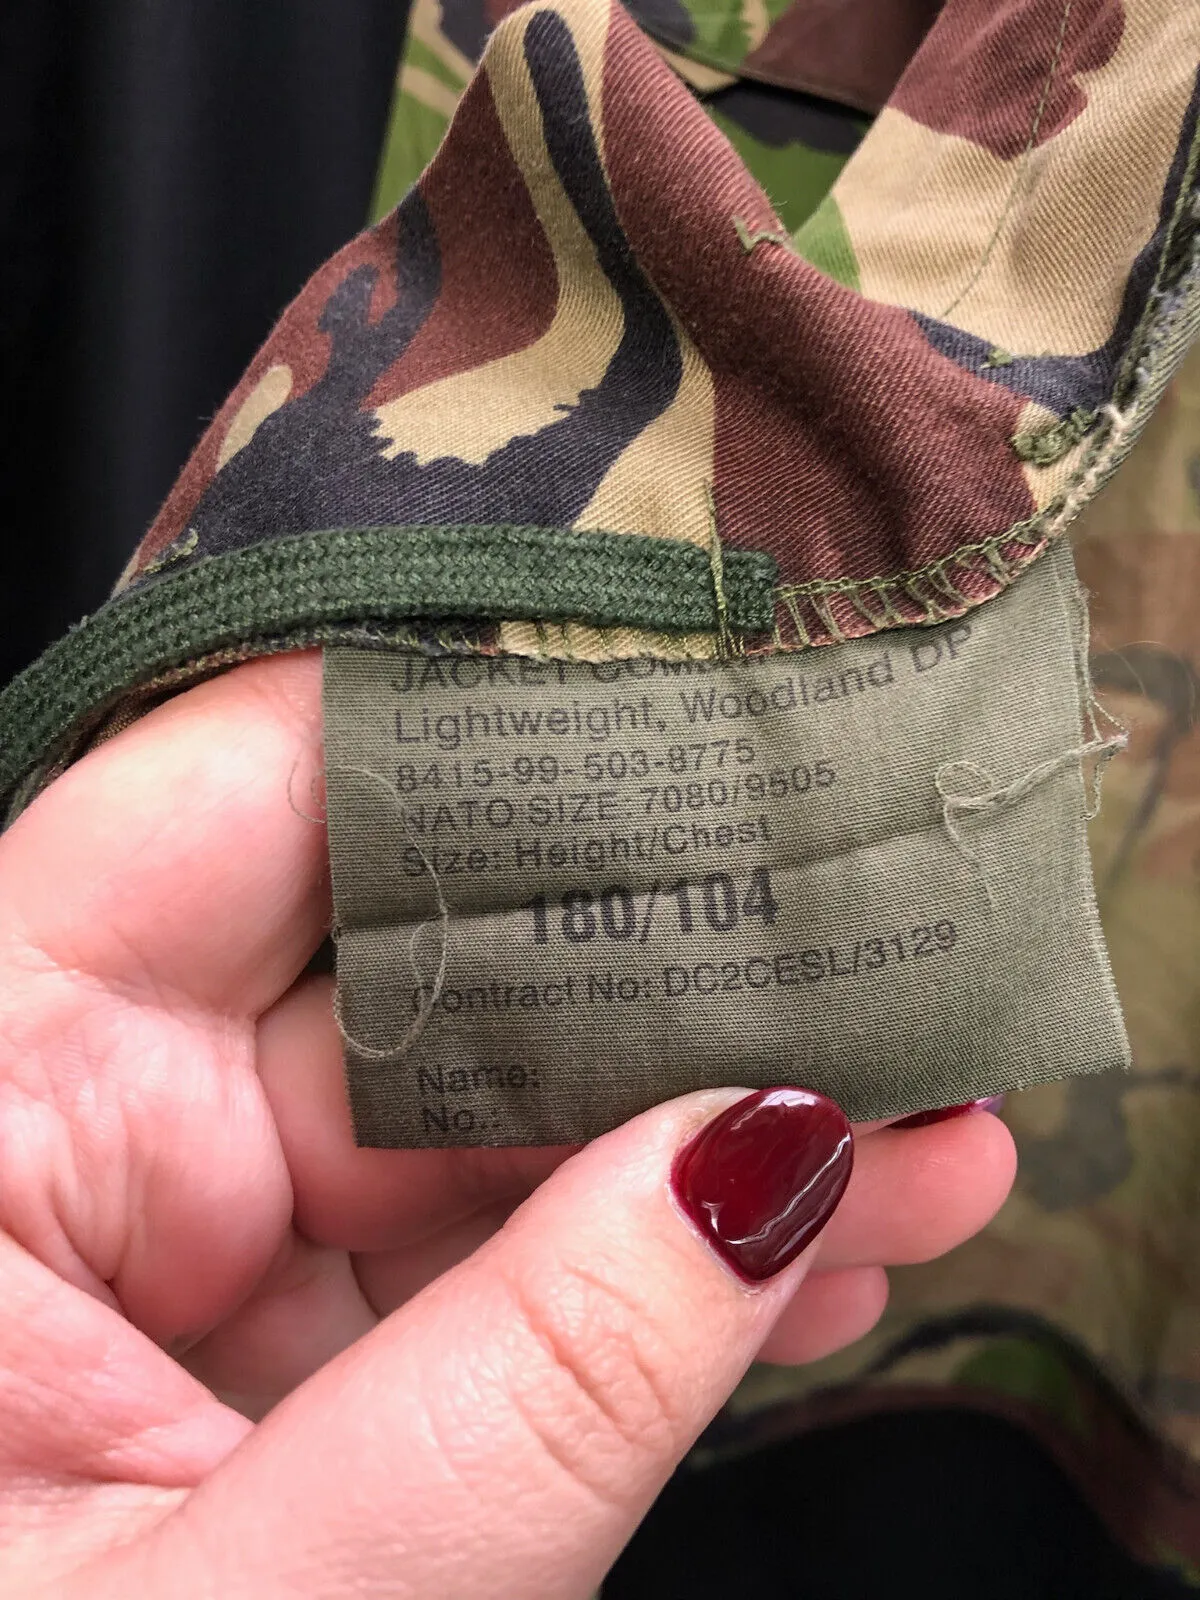 JACKET COMBAT
Lightweight, Woodland DP
8415-99-503-8775
NATO SIZE: 7080/9505
Size: Height/Chest
180/104
Contract No: DC2CESL/3129
Name:
No.: